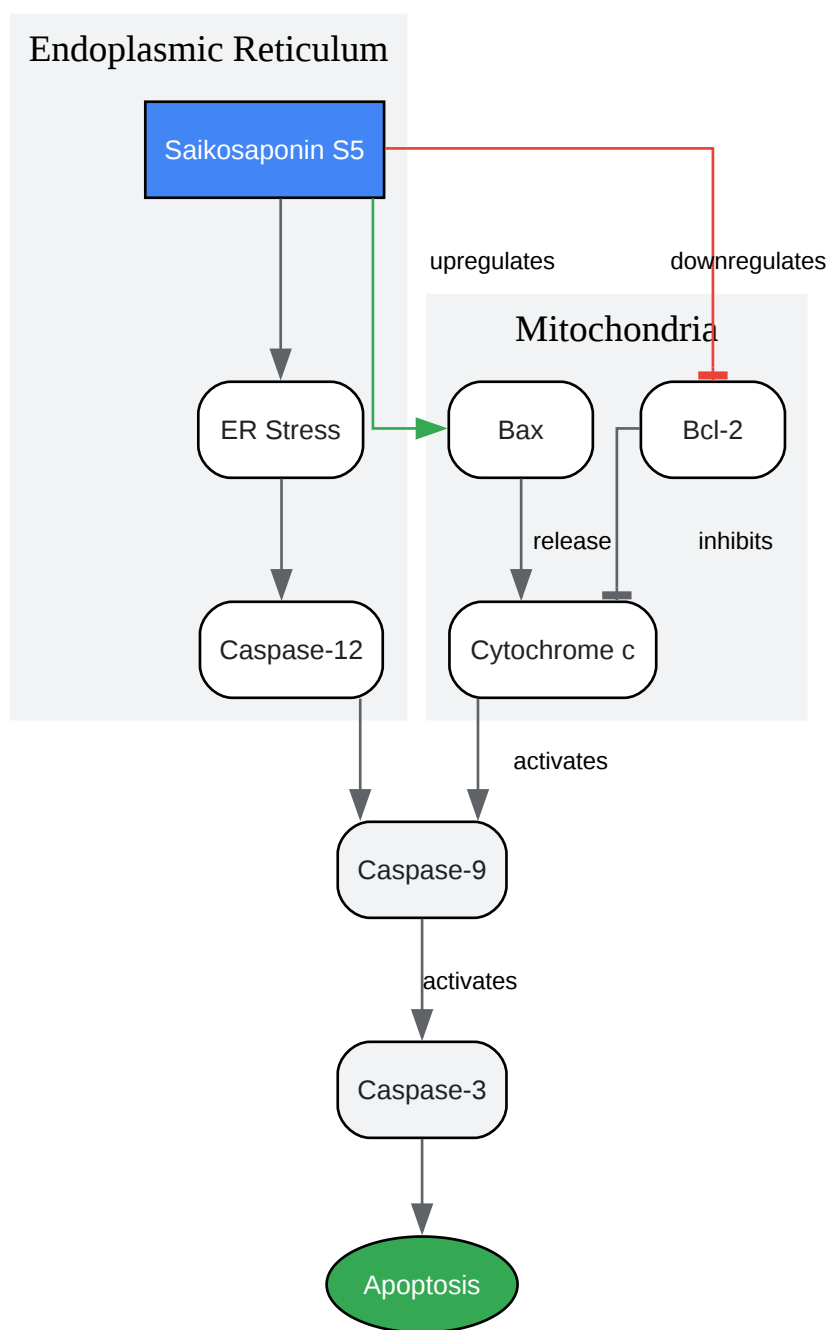 Endoplasmic Reticulum
Saikosaponin S5
upregulates
downregulates
Mitochondria
ER Stress
Bax
Bcl-2
release
inhibits
Caspase-12
Cytochrome c
activates
Caspase-9
activates
Caspase-3
Apoptosis